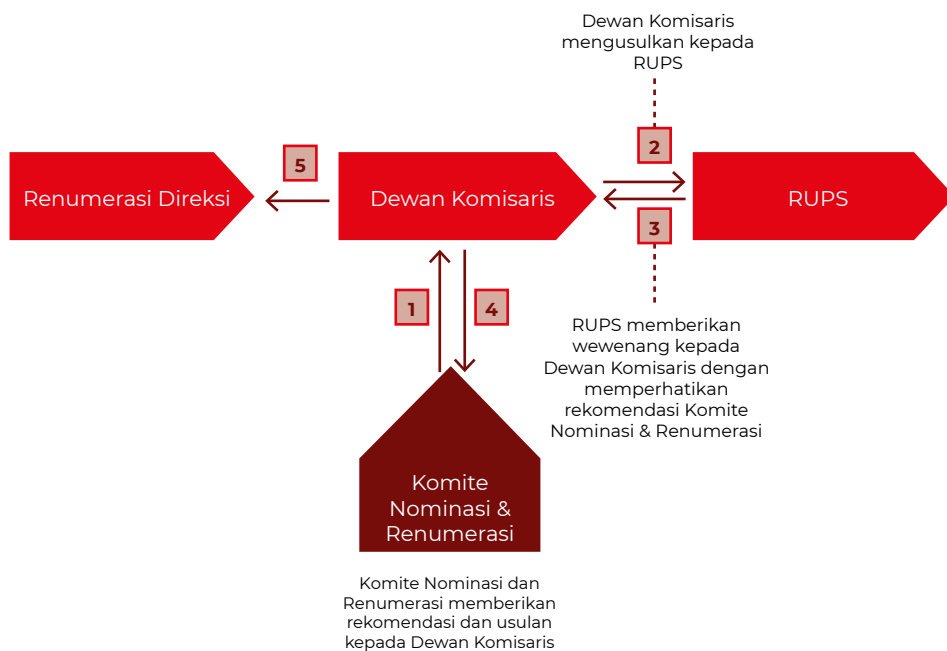 Dewan Komisaris
mengusulkan kepada
RUPS
2
5
Renumerasi Direksi
Dewan Komisaris
RUPS
3
1
4
RUPS memberikan
wewenang kepada
Dewan Komisaris dengan
memperhatikan
rekomendasi Komite
Nominasi & Renumerasi
Komite
Nominasi &
Renumerasi
Komite Nominasi dan
Renumerasi memberikan
rekomendasi dan usulan
kepada Dewan Komisaris